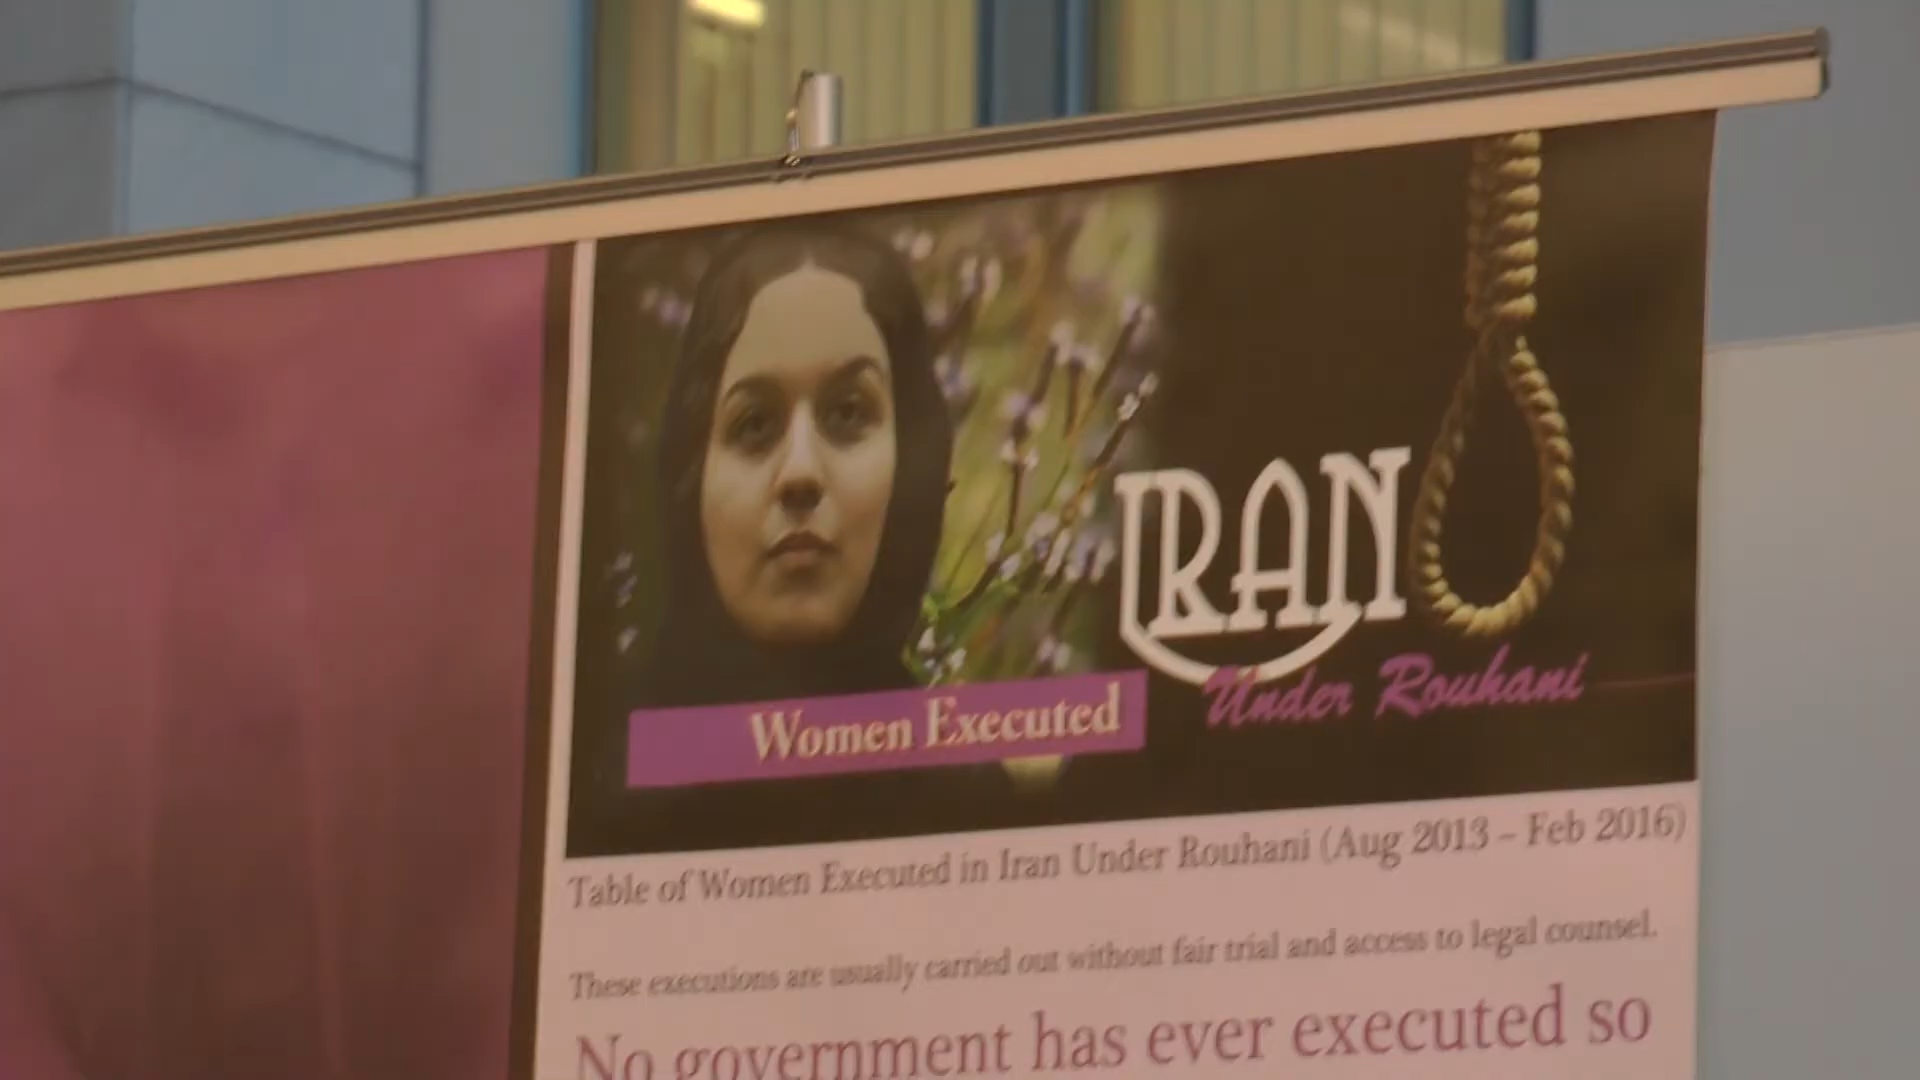 IRAN
Under Rouhani
Women Executed
Table of Women Executed in Iran Under Rouhani (Aug 2013 – Feb 2016)
These executions are usually carried out without fair trial and access to legal counsel.
No government has ever executed so